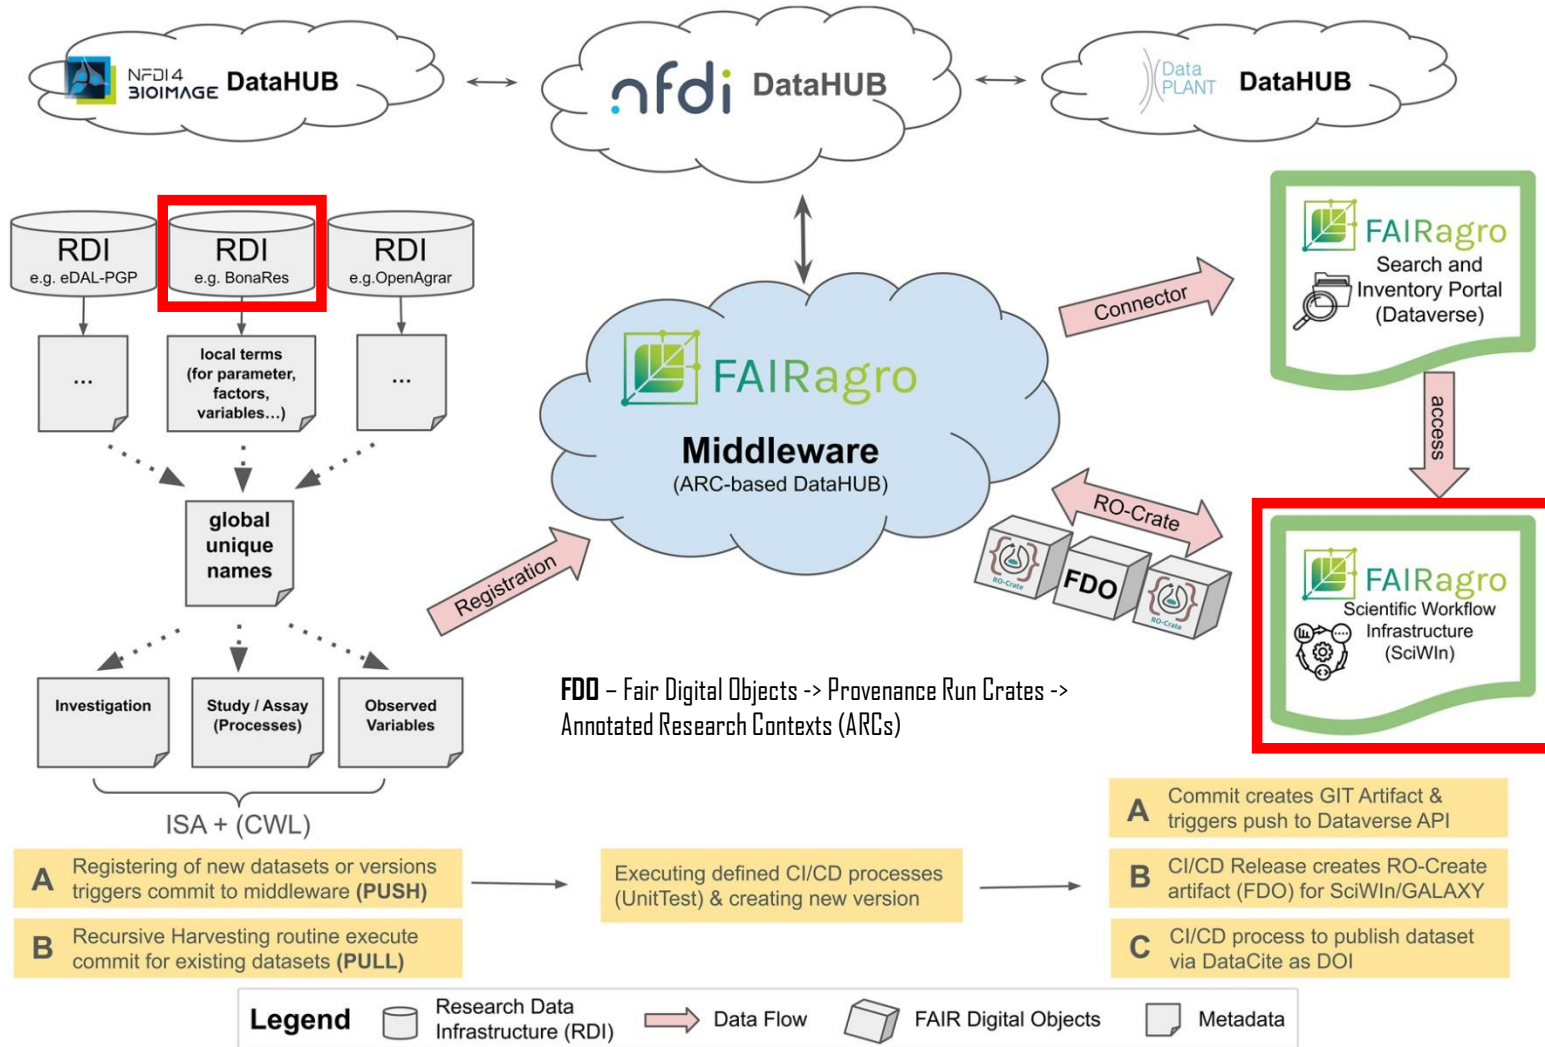 NFDI4
BIOIMAGE DataHUB
nfdi DataHUB
Data
PLANT DataHUB
RDI
e.g. eDAL-PGP
RDI
e.g. BonaRes
RDI
e.g.OpenAgrar
...
local terms
(for parameter,
factors,
variables...)
...
global
unique
names
Investigation
Study / Assay
(Processes)
Observed
Variables
ISA + (CWL)
Registration
FAIRagro
Middleware
(ARC-based DataHUB)
Connector
FAIRagro
Search and
Inventory Portal
(Dataverse)
access
RO-Crate
RO-Crate
FDO
RO-Crate
FAIRagro
Scientific Workflow
Infrastructure
(SciWIn)
FDO – Fair Digital Objects -> Provenance Run Crates ->
Annotated Research Contexts (ARCs)
A Registering of new datasets or versions
triggers commit to middleware (PUSH)
B Recursive Harvesting routine execute
commit for existing datasets (PULL)
Executing defined CI/CD processes
(UnitTest) & creating new version
A Commit creates GIT Artifact &
triggers push to Dataverse API
B CI/CD Release creates RO-Create
artifact (FDO) for SciWIn/GALAXY
C CI/CD process to publish dataset
via DataCite as DOI
Legend
Research Data
Infrastructure (RDI)
Data Flow
FAIR Digital Objects
Metadata